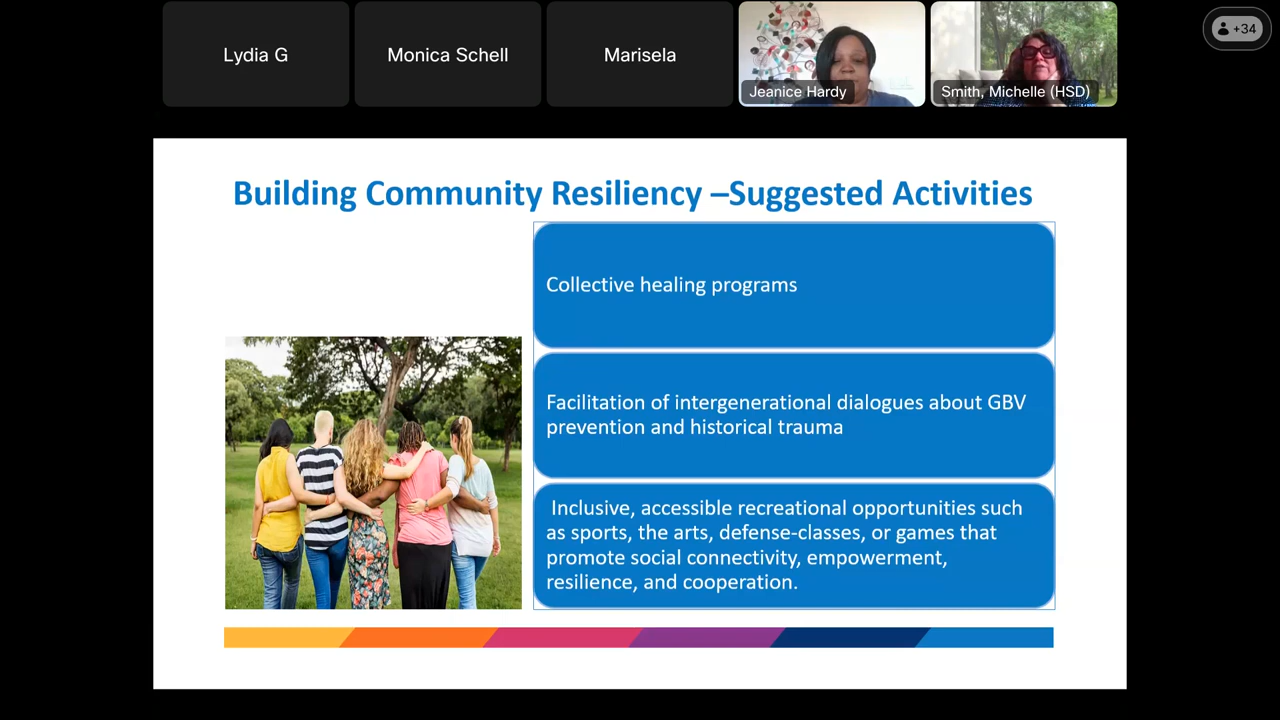 Lydia G
Monica Schell
Marisela
Jeanice Hardy
Smith, Michelle (HSD)
+34
Building Community Resiliency –Suggested Activities
Collective healing programs
Facilitation of intergenerational dialogues about GBV
prevention and historical trauma
Inclusive, accessible recreational opportunities such
as sports, the arts, defense-classes, or games that
promote social connectivity, empowerment,
resilience, and cooperation.